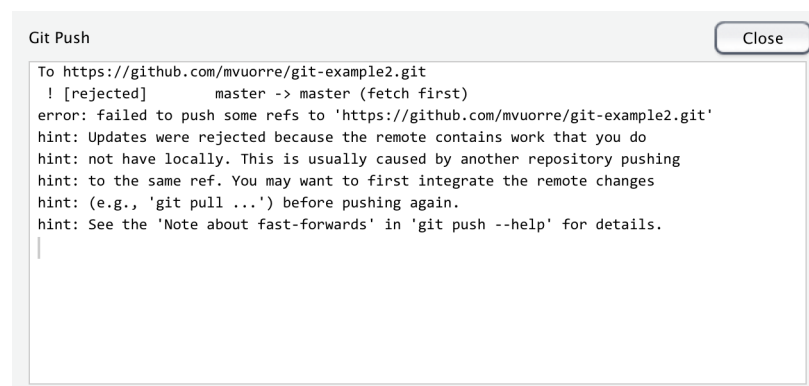 Git Push
Close
To https://github.com/mvuorre/git-example2.git
 ! [rejected]        master -> master (fetch first)
error: failed to push some refs to 'https://github.com/mvuorre/git-example2.git'
hint: Updates were rejected because the remote contains work that you do
hint: not have locally. This is usually caused by another repository pushing
hint: to the same ref. You may want to first integrate the remote changes
hint: (e.g., 'git pull ...') before pushing again.
hint: See the 'Note about fast-forwards' in 'git push --help' for details.